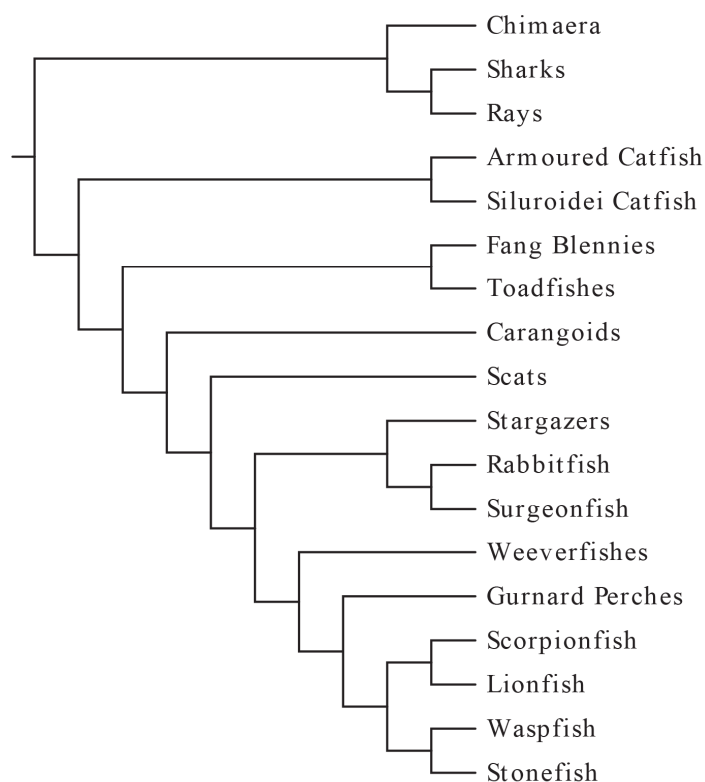 Chimaera
Sharks
Rays
Armoured Catfish
Siluroidei Catfish
Fang Blennies
Toadfishes
Carangoids
Scats
Stargazers
Rabbitfish
Surgeonfish
Weeverfishes
Gurnard Perches
Scorpionfish
Lionfish
Waspfish
Stonefish